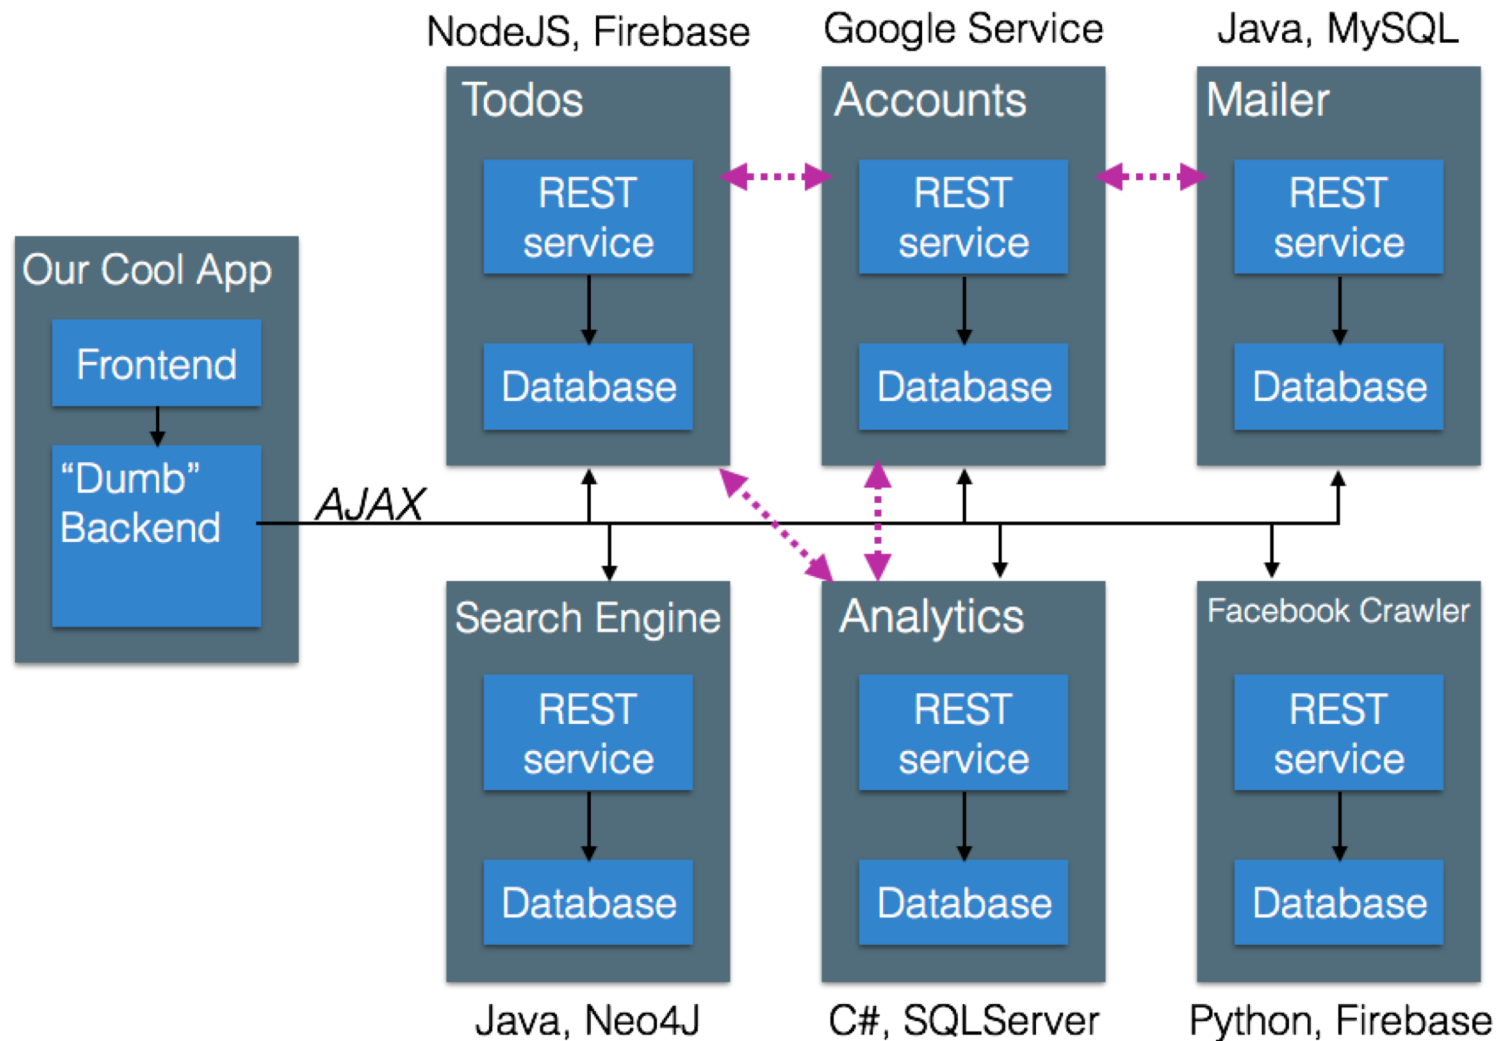 NodeJS, Firebase
Google Service
Java, MySQL
Todos
REST
service
Database
Accounts
REST
service
Database
Mailer
REST
service
Database
Our Cool App
Frontend
“Dumb”
Backend
AJAX
Search Engine
REST
service
Database
Analytics
REST
service
Database
Facebook Crawler
REST
service
Database
Java, Neo4J
C#, SQLServer
Python, Firebase